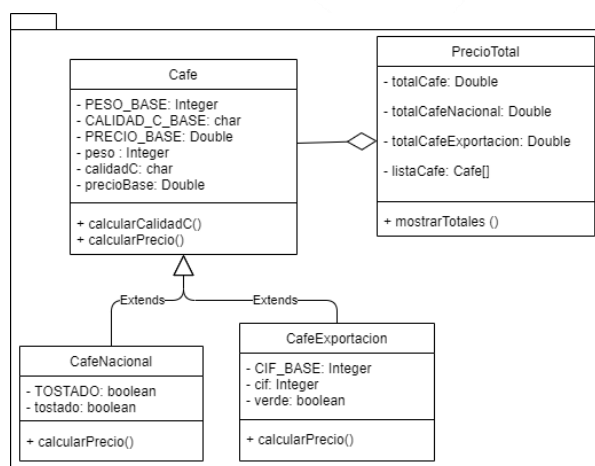 Cafe
- PESO_BASE: Integer
- CALIDAD_C_BASE: char
- PRECIO_BASE: Double
- peso : Integer
- calidadC: char
- precioBase: Double
+ calcularCalidadC()
+ calcularPrecio()
PrecioTotal
- totalCafe: Double
- totalCafeNacional: Double
- totalCafeExportacion: Double
- listaCafe: Cafe[]
+ mostrarTotales ()
Extends
Extends
CafeNacional
- TOSTADO: boolean
- tostado: boolean
+ calcularPrecio()
CafeExportacion
- CIF_BASE: Integer
- cif: Integer
- verde: boolean
+ calcularPrecio()